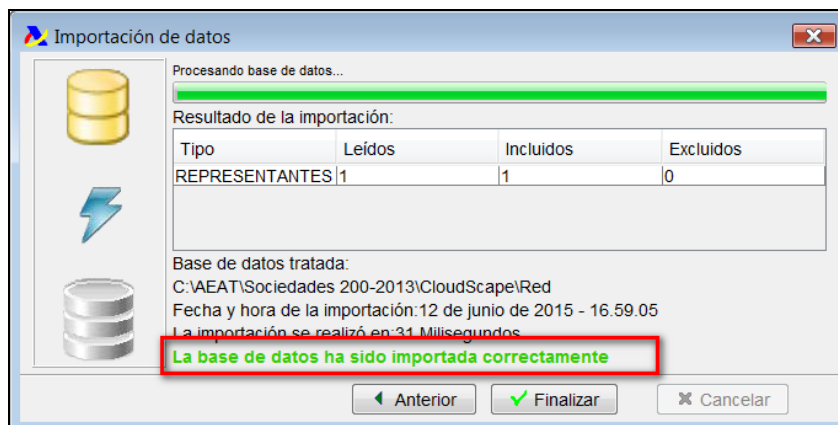 Importación de datos
Procesando base de datos...
Resultado de la importación:
Tipo Leídos Incluidos Excluidos
REPRESENTANTES 1 1 0
Base de datos tratada:
C:\AEAT\Sociedades 200-2013\CloudScape\Red
Fecha y hora de la importación:12 de junio de 2015 - 16.59.05
La importación se realizó en:31 Milisegundos
La base de datos ha sido importada correctamente
Anterior Finalizar Cancelar